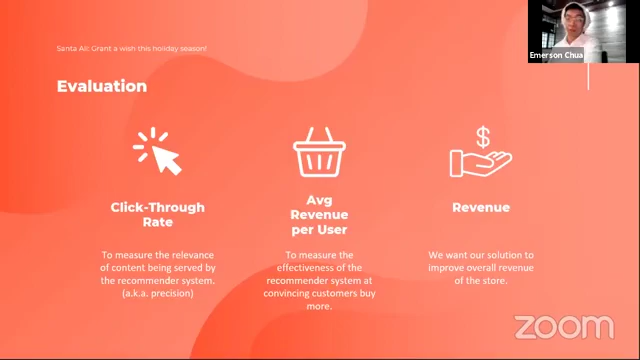 Santa Ali: Grant a wish this holiday season!
Emerson Chua
Evaluation
$
Click-Through
Rate
To measure the relevance
of content being served by
the recommender system.
(a.k.a. precision)
Avg
Revenue
per User
To measure the
effectiveness of the
recommender system at
convincing customers buy
more.
Revenue
We want our solution to
improve overall revenue
of the store.
zoom